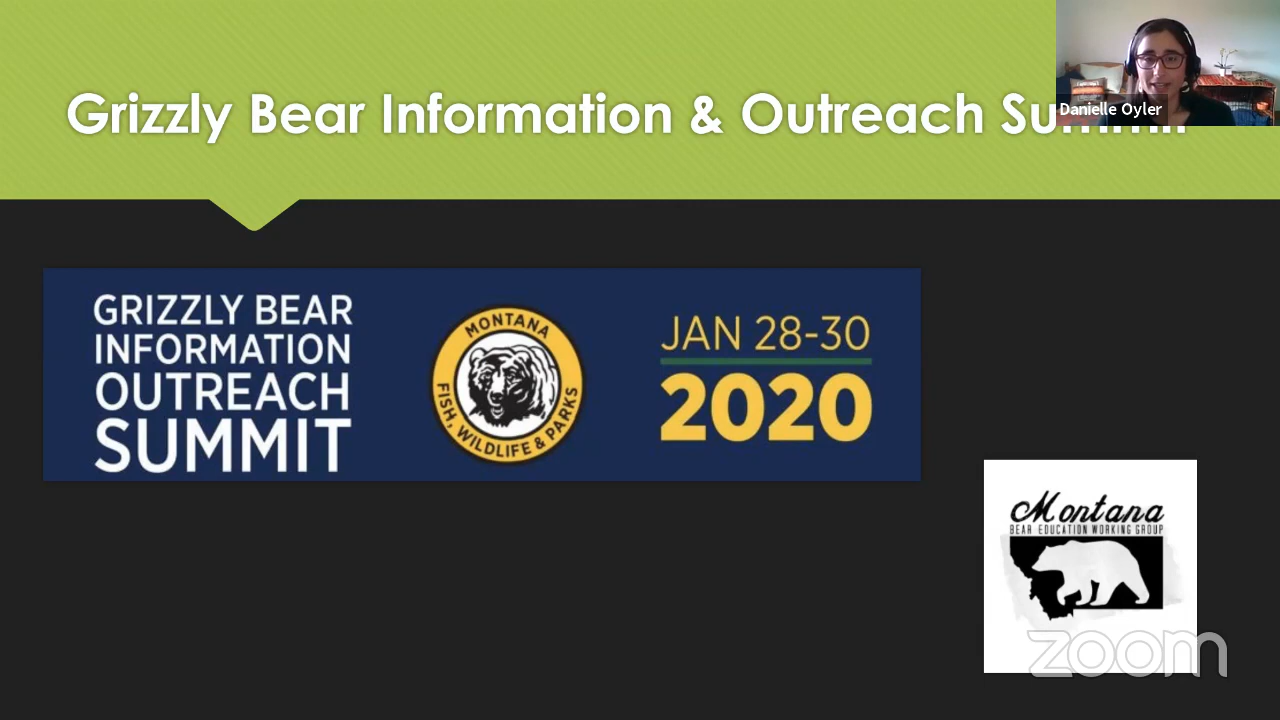 Grizzly Bear Information & Outreach
Danielle Oyler
GRIZZLY BEAR
INFORMATION
OUTREACH
SUMMIT
MONTANA
FISH, WILDLIFE & PARKS
JAN 28-30
2020
Montana
BEAR EDUCATION WORKING GROUP
zoom